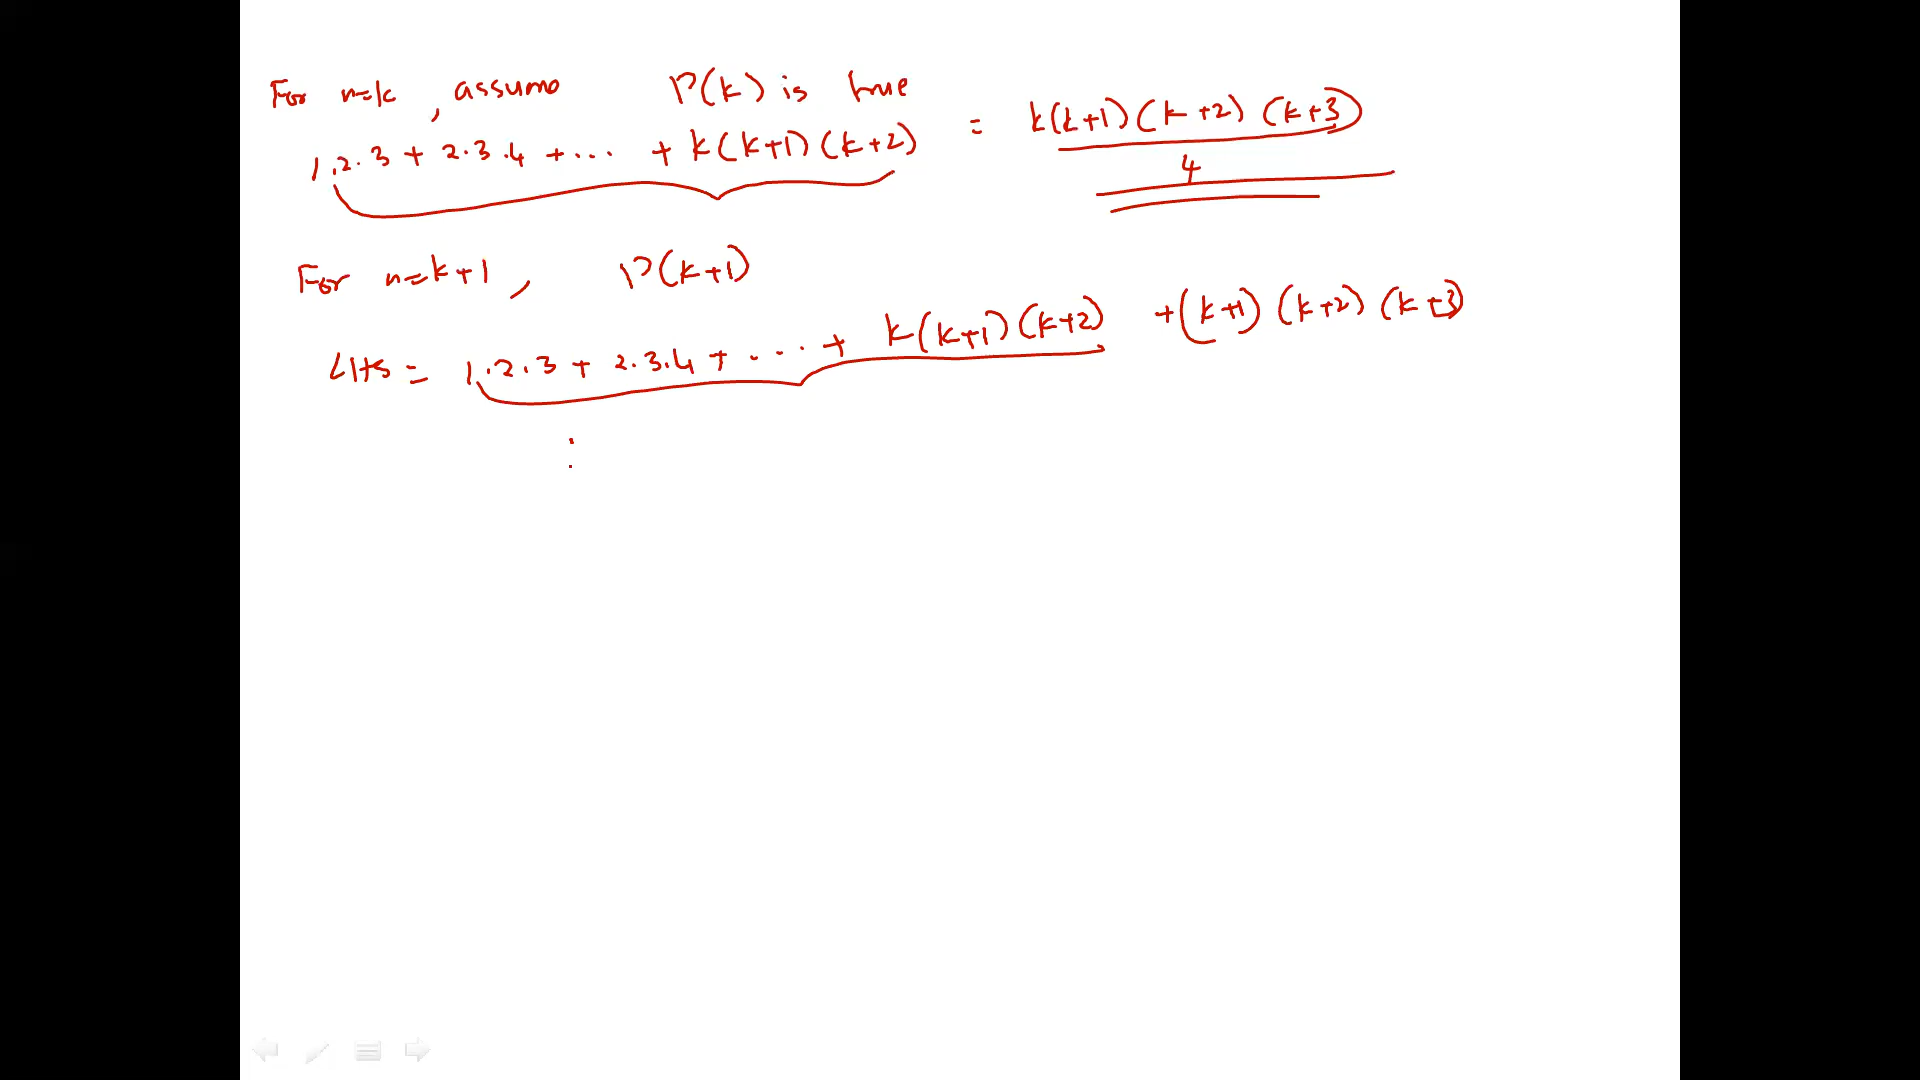 For n=k, assume P(k) is true
1.2.3 + 2.3.4 + ... + k(k+1)(k+2) = k(k+1)(k+2)(k+3)
4
For n=k+1, P(k+1)
LHS = 1.2.3 + 2.3.4 + ... + k(k+1)(k+2) +(k+1)(k+2)(k+3)
: